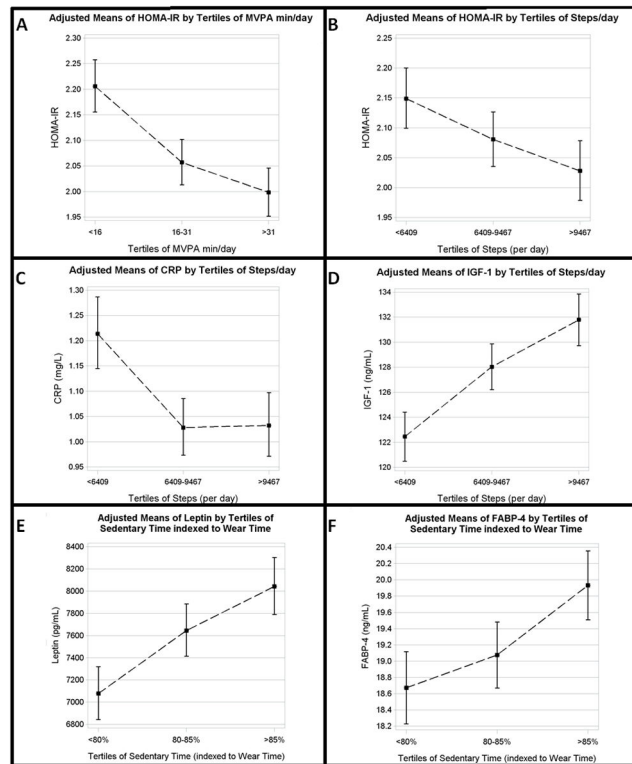 A
Adjusted Means of HOMA-IR by Tertiles of MVPA min/day
2.30
2.25
2.20
2.15
2.10
2.05
2.00
1.95
HOMA-IR
<16
16-31
>31
Tertiles of MVPA min/day
B
Adjusted Means of HOMA-IR by Tertiles of Steps/day
2.30
2.25
2.20
2.15
2.10
2.05
2.00
1.95
HOMA-IR
<6409
6409-9467
>9467
Tertiles of Steps (per day)
C
Adjusted Means of CRP by Tertiles of Steps/day
1.30
1.25
1.20
1.15
1.10
1.05
1.00
0.95
CRP (mg/L)
<6409
6409-9467
>9467
Tertiles of Steps (per day)
D
Adjusted Means of IGF-1 by Tertiles of Steps/day
134
132
130
128
126
124
122
120
IGF-1 (ng/mL)
<6409
6409-9467
>9467
Tertiles of Steps (per day)
E
Adjusted Means of Leptin by Tertiles of
Sedentary Time indexed to Wear Time
8400
8200
8000
7800
7600
7400
7200
7000
6800
Leptin (pg/mL)
<80%
80-85%
>85%
Tertiles of Sedentary Time (indexed to Wear Time)
F
Adjusted Means of FABP-4 by Tertiles of
Sedentary Time indexed to Wear Time
20.4
20.2
20.0
19.8
19.6
19.4
19.2
19.0
18.8
18.6
18.4
18.2
FABP-4 (ng/mL)
<80%
80-85%
>85%
Tertiles of Sedentary Time (indexed to Wear Time)